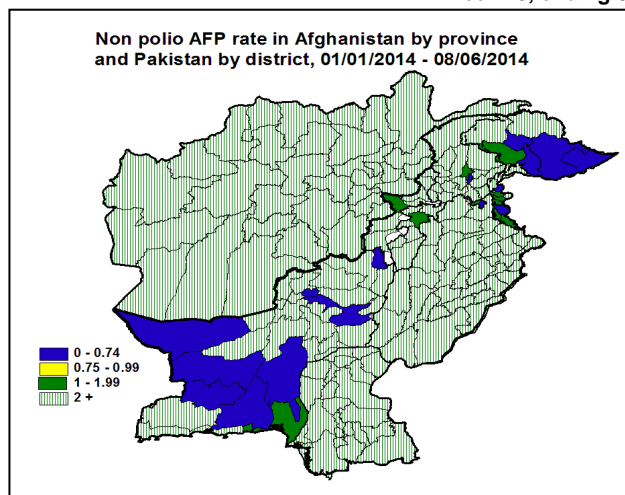 Non polio AFP rate in Afghanistan by province
and Pakistan by district, 01/01/2014 - 08/06/2014
0 - 0.74
0.75 - 0.99
1 - 1.99
2 +